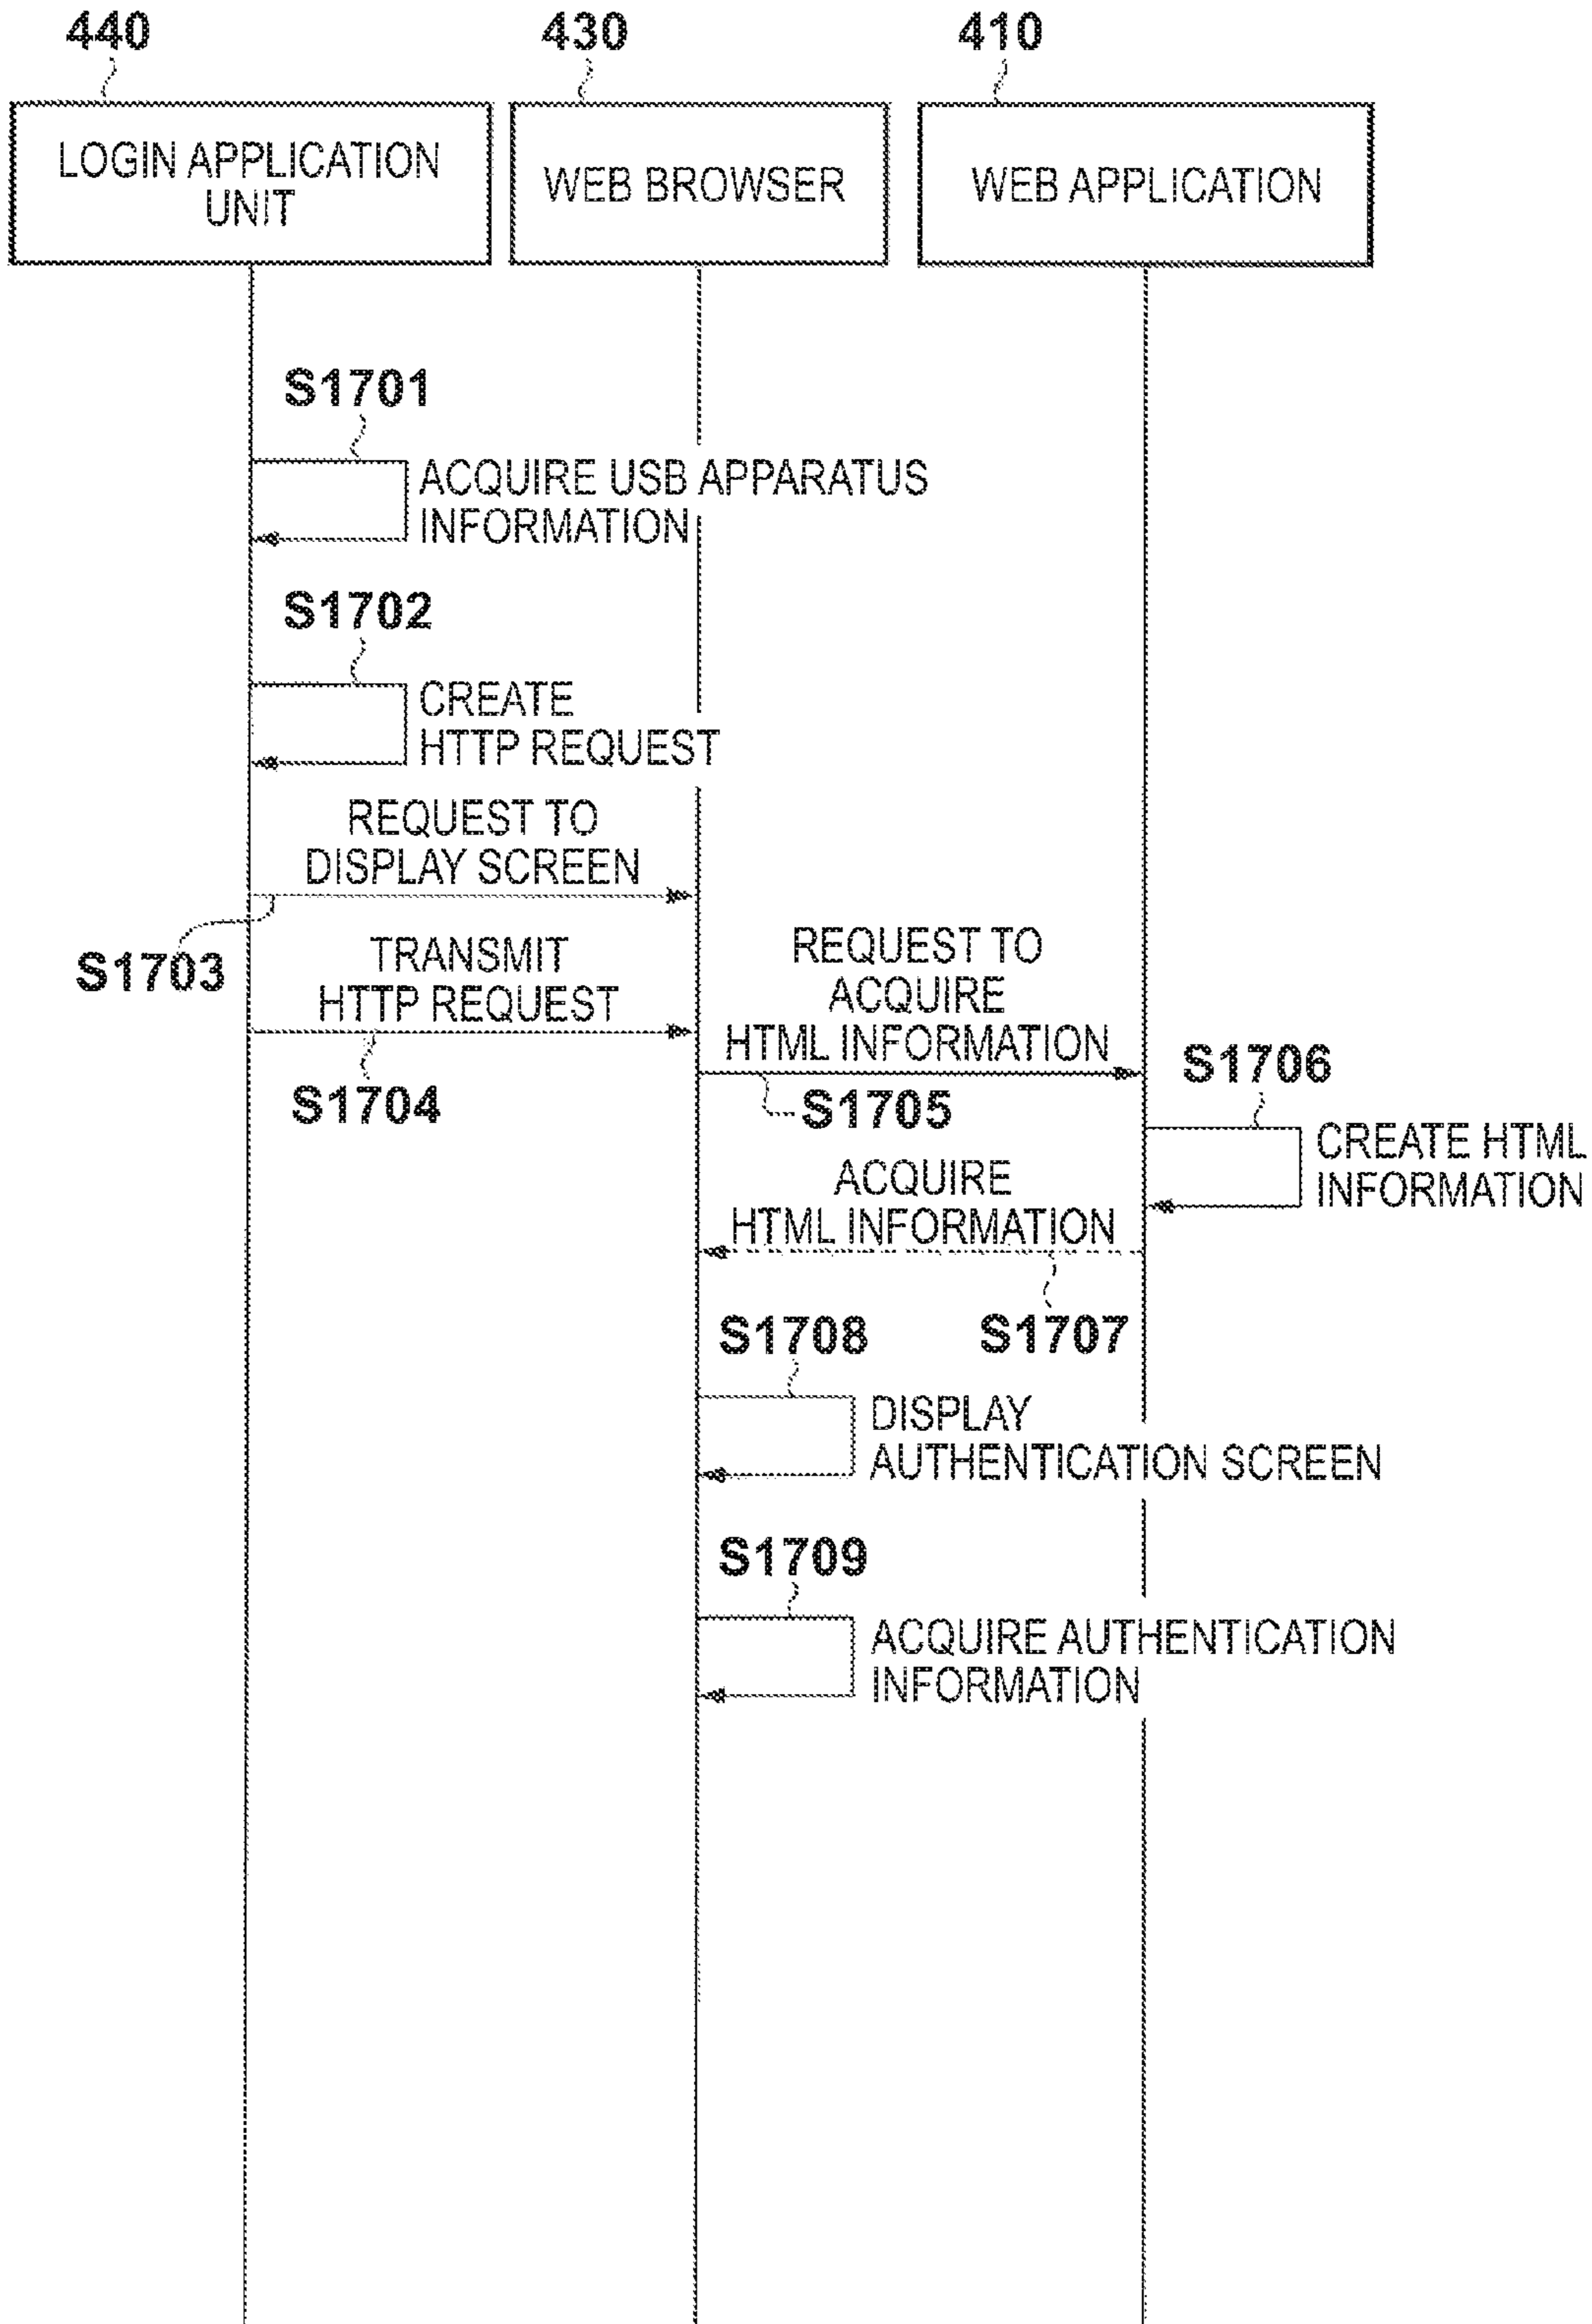 440
430
410
LOGIN APPLICATION
UNIT
WEB BROWSER
WEB APPLICATION
S1701
ACQUIRE USB APPARATUS
INFORMATION
S1702
CREATE
HTTP REQUEST
REQUEST TO
DISPLAY SCREEN
S1703
TRANSMIT
HTTP REQUEST
S1704
REQUEST TO
ACQUIRE
HTML INFORMATION
S1705
S1706
CREATE HTML
INFORMATION
ACQUIRE
HTML INFORMATION
S1707
S1708
DISPLAY
AUTHENTICATION SCREEN
S1709
ACQUIRE AUTHENTICATION
INFORMATION